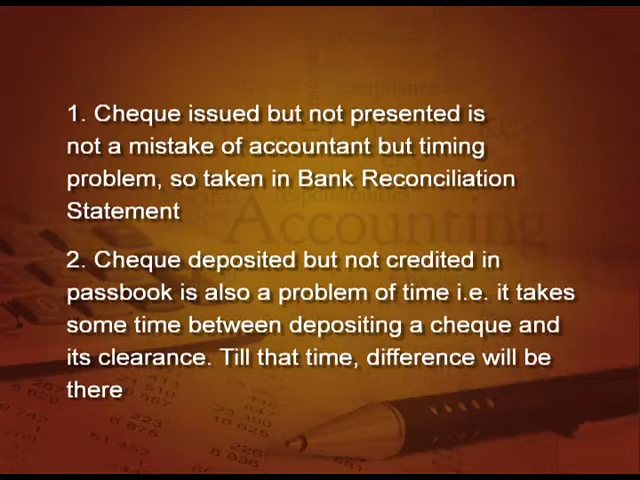 1. Cheque issued but not presented is
not a mistake of accountant but timing
problem, so taken in Bank Reconciliation
Statement
2. Cheque deposited but not credited in
passbook is also a problem of time i.e. it takes
some time between depositing a cheque and
its clearance. Till that time, difference will be
there
Accounting